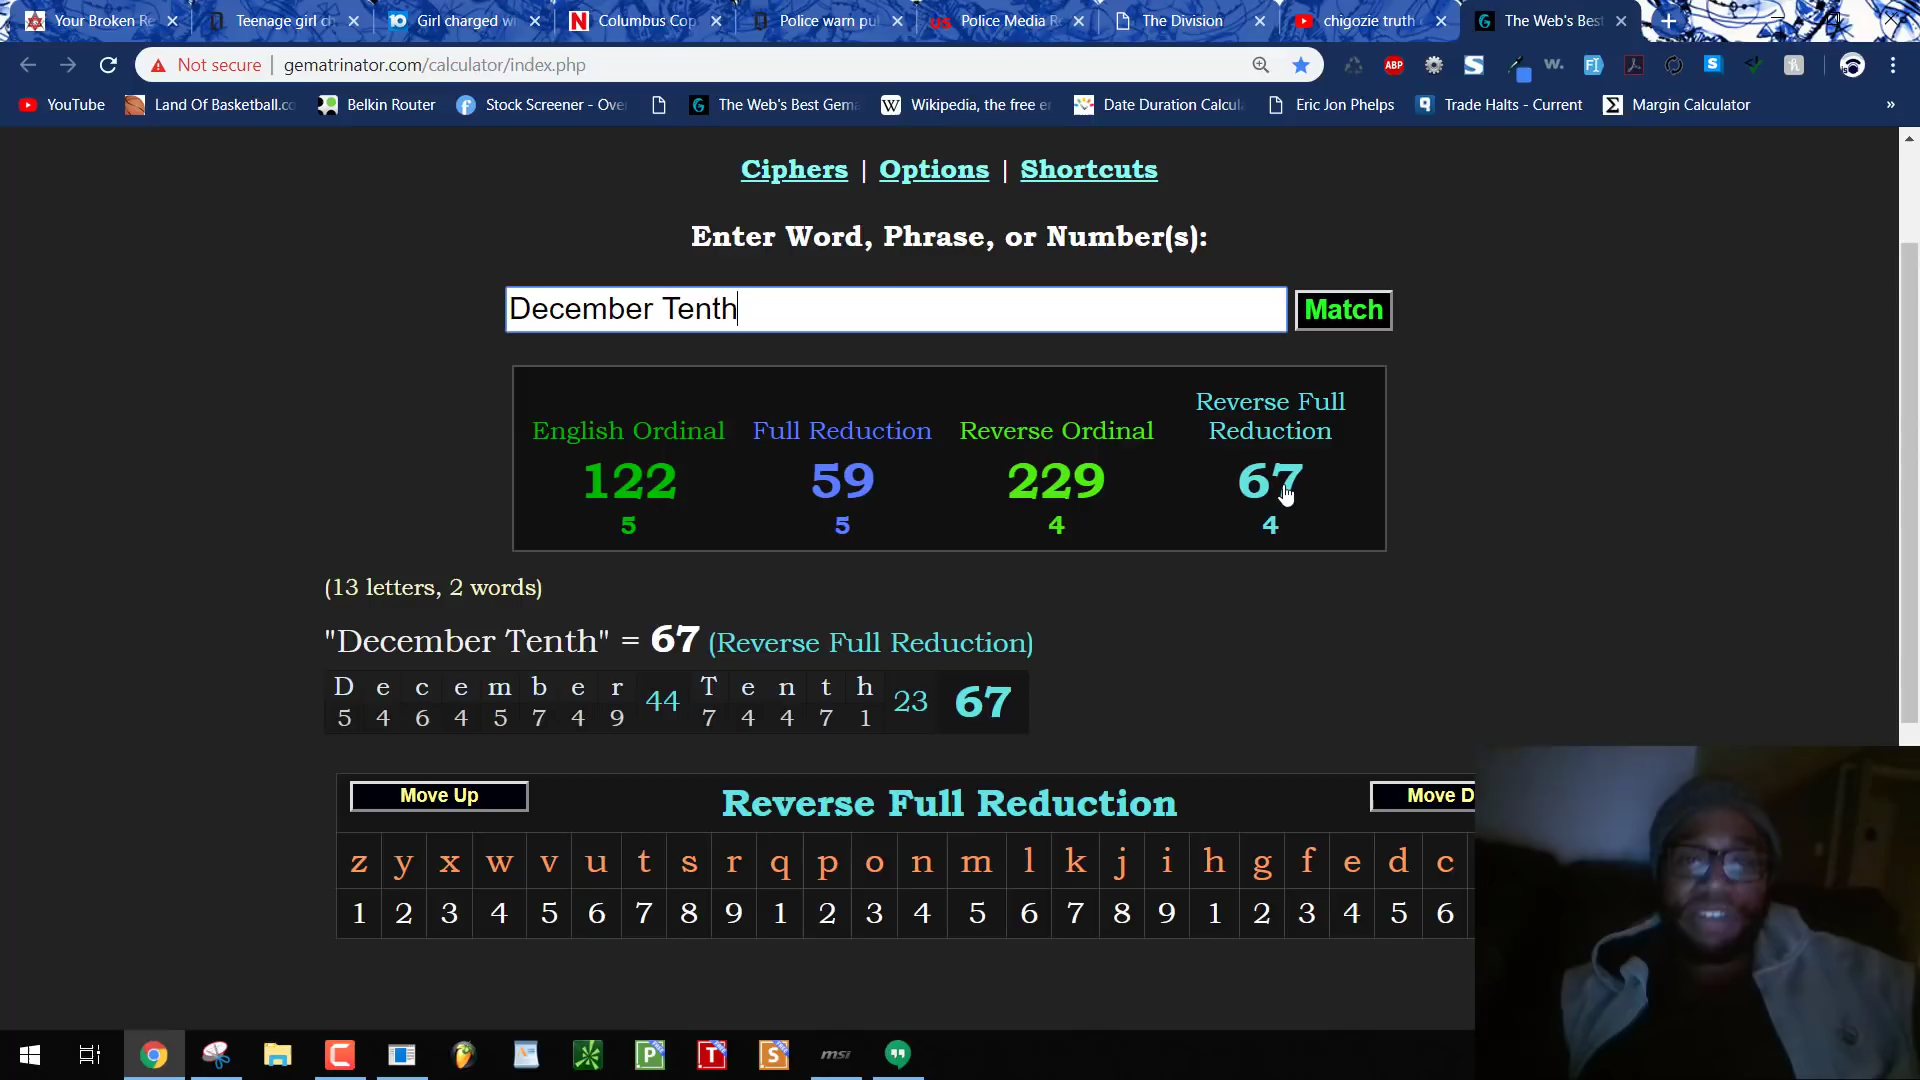 Your Broken Re
Teenage girl c
Girl charged w
Columbus Cop
Police warn pu
Police Media R
The Division
chigozie truth
The Web's Best
Not secure | gematrinator.com/calculator/index.php
YouTube
Land Of Basketball.co
Belkin Router
Stock Screener - Over
The Web's Best Gema
Wikipedia, the free e
Date Duration Calcul
Eric Jon Phelps
Trade Halts - Current
Margin Calculator
»
Ciphers | Options | Shortcuts
Enter Word, Phrase, or Number(s):
December Tenth
Match
English Ordinal
Full Reduction
Reverse Ordinal
Reverse Full
Reduction
122 59 229 67
5 5 4 4
(13 letters, 2 words)
"December Tenth" = 67 (Reverse Full Reduction)
D e c e m b e r 44 T e n t h 23 67
5 4 6 4 5 7 4 9 7 4 4 7 1
Move Up
Reverse Full Reduction
Move D
z y x w v u t s r q p o n m l k j i h g f e d c
1 2 3 4 5 6 7 8 9 1 2 3 4 5 6 7 8 9 1 2 3 4 5 6
msi